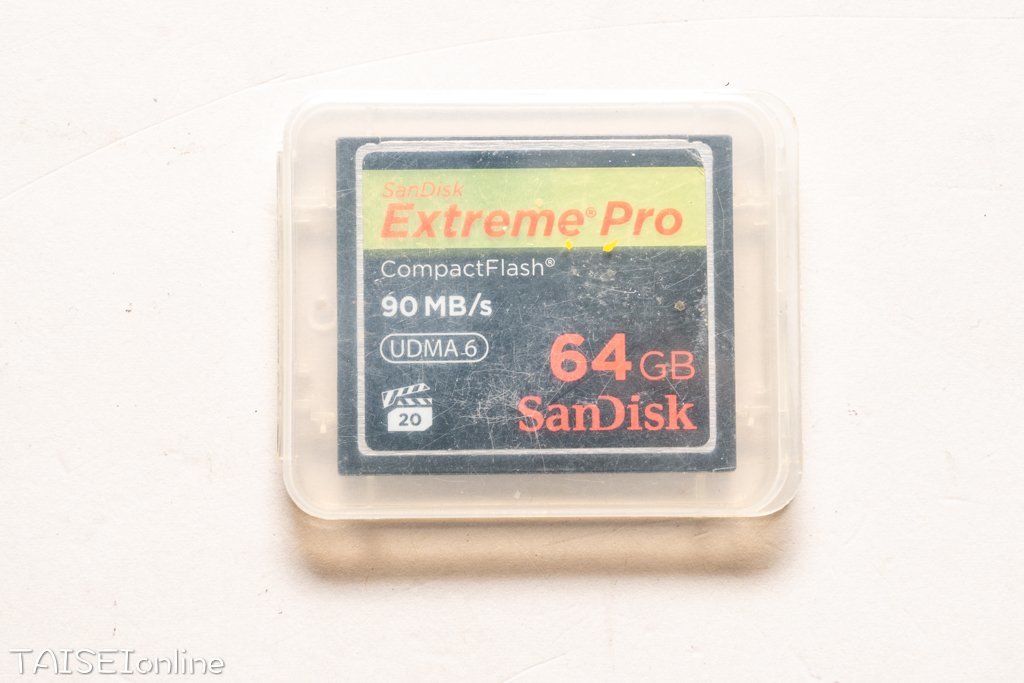 SanDisk
Extreme® Pro
CompactFlash®
90 MB/s
UDMA 6
64 GB
20
SanDisk
TAISEIonline